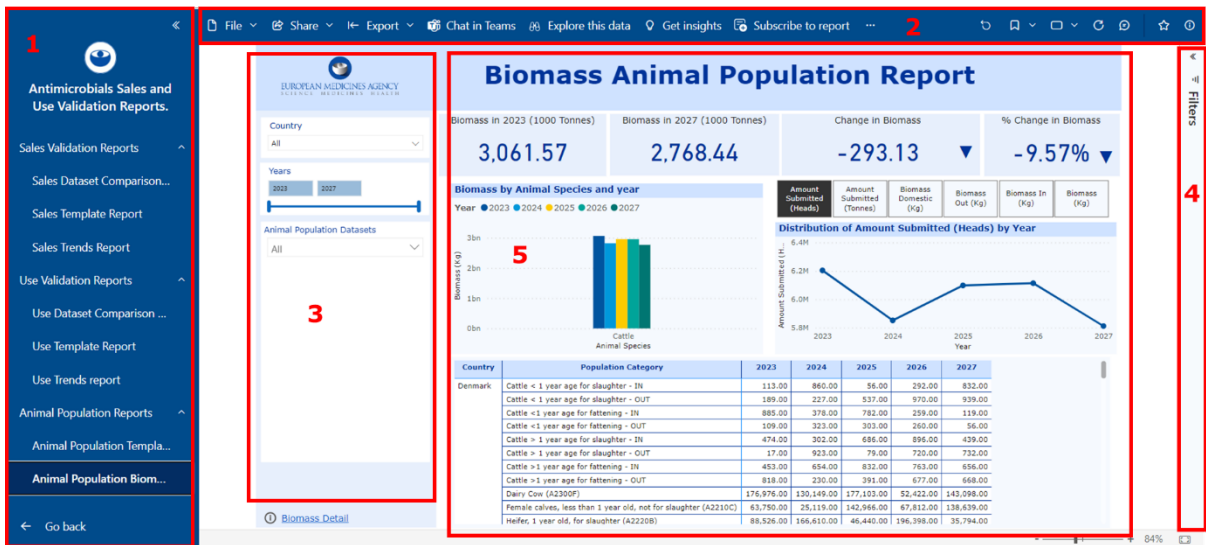 1
«
Antimicrobials Sales and
Use Validation Reports.
Sales Validation Reports
Sales Dataset Comparison...
Sales Template Report
Sales Trends Report
Use Validation Reports
Use Dataset Comparison ...
Use Template Report
Use Trends report
Animal Population Reports
Animal Population Templa...
Animal Population Biom...
← Go back
File Share Export Chat in Teams Explore this data Get insights Subscribe to report ... 2
EUROPEAN MEDICINES AGENCY
SCIENCE MEDICINES HEALTH
Country
All
Years
2023 2027
Animal Population Datasets
All
3
Biomass Detail
Biomass Animal Population Report
Biomass in 2023 (1000 Tonnes) Biomass in 2027 (1000 Tonnes) Change in Biomass % Change in Biomass
3,061.57 2,768.44 -293.13 ▼ -9.57% ▼
Biomass by Animal Species and year
Year 2023 2024 2025 2026 2027
Biomass (Kg)
3bn
2bn
1bn
0bn
5
Cattle
Animal Species
Amount Submitted (Heads)
Amount Submitted (Tonnes)
Biomass Domestic (Kg)
Biomass Out (Kg)
Biomass In (Kg)
Biomass (Kg)
Distribution of Amount Submitted (Heads) by Year
Amount Submitted (H...
6.4M
6.2M
6.0M
5.8M
2023 2024 2025 2026 2027
Year
Country Population Category 2023 2024 2025 2026 2027
Denmark Cattle < 1 year age for slaughter - IN 113.00 860.00 56.00 292.00 832.00
Cattle < 1 year age for slaughter - OUT 189.00 227.00 537.00 970.00 939.00
Cattle <1 year age for fattening - IN 885.00 378.00 782.00 259.00 119.00
Cattle <1 year age for fattening - OUT 109.00 323.00 303.00 260.00 56.00
Cattle > 1 year age for slaughter - IN 474.00 302.00 686.00 896.00 439.00
Cattle > 1 year age for slaughter - OUT 17.00 923.00 79.00 720.00 732.00
Cattle >1 year age for fattening - IN 453.00 654.00 832.00 763.00 656.00
Cattle >1 year age for fattening - OUT 818.00 230.00 391.00 677.00 668.00
Dairy Cow (A2300F) 176,976.00 130,149.00 177,103.00 52,422.00 143,098.00
Female calves, less than 1 year old, not for slaughter (A2210C) 63,750.00 25,119.00 142,966.00 67,812.00 138,639.00
Heifer, 1 year old, for slaughter (A2220B) 88,526.00 166,610.00 46,440.00 196,398.00 35,794.00
«
Filters
4
- + 84%